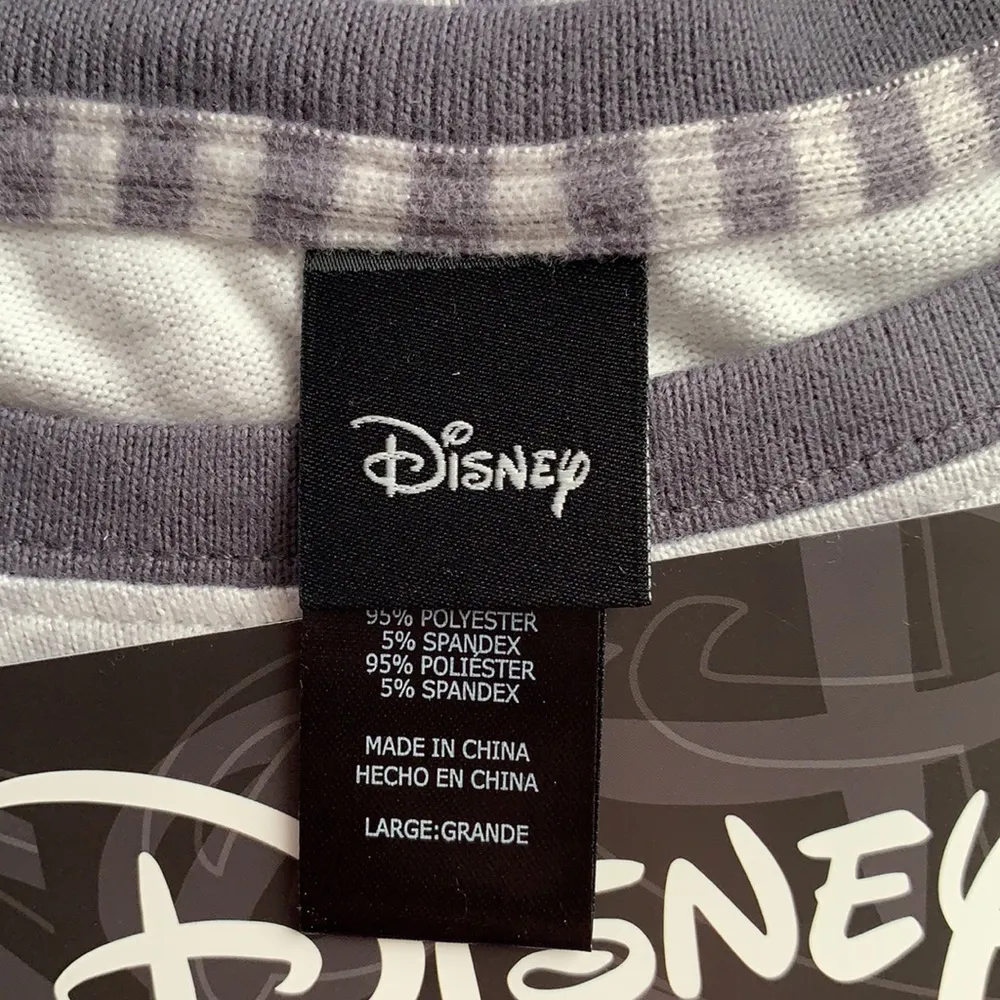 Disney
95% POLYESTER
5% SPANDEX
95% POLIÉSTER
5% SPANDEX
MADE IN CHINA
HECHO EN CHINA
LARGE:GRANDE
Disney